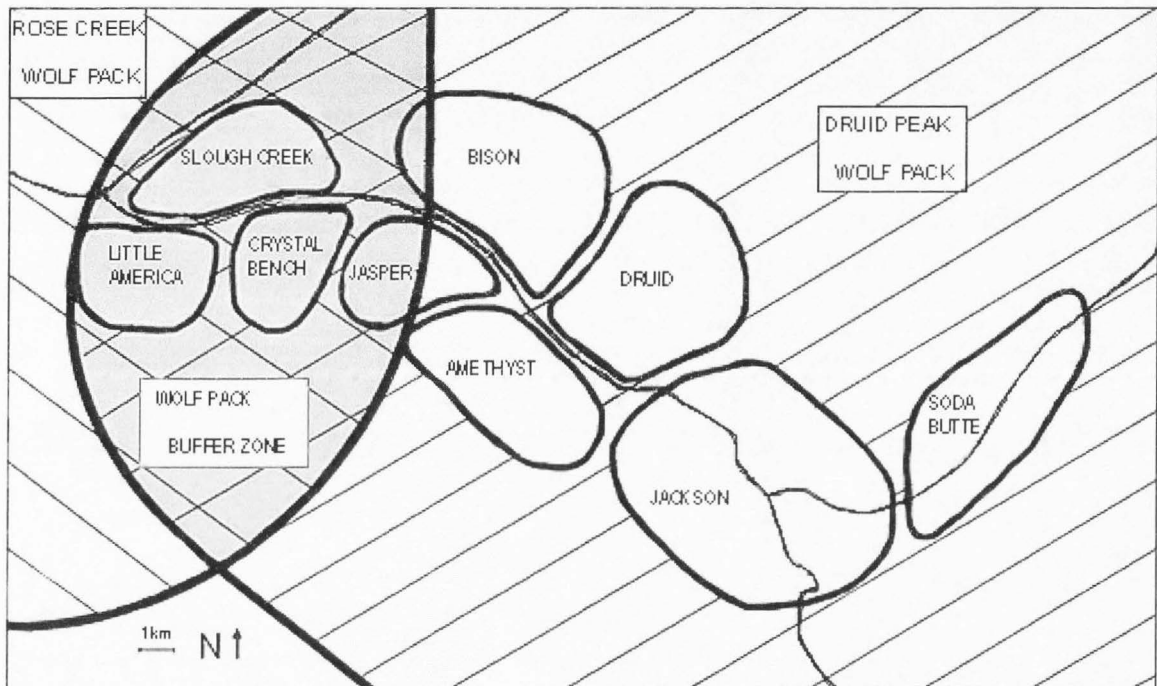 ROSE CREEK
WOLF PACK
DRUID PEAK
WOLF PACK
SLOUGH CREEK
BISON
LITTLE
AMERICA
CRYSTAL
BENCH
JASPER
DRUID
AMETHYST
WOLF PACK
BUFFER ZONE
SODA
BUTTE
JACKSON
1km
N